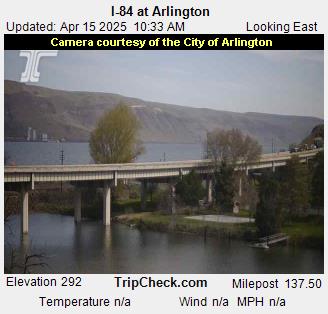 I-84 at Arlington
Updated: Apr 15 2025 10:33 AM Looking East
Camera courtesy of the City of Arlington
Elevation 292 TripCheck.com Milepost 137.50
Temperature n/a Wind n/a MPH n/a